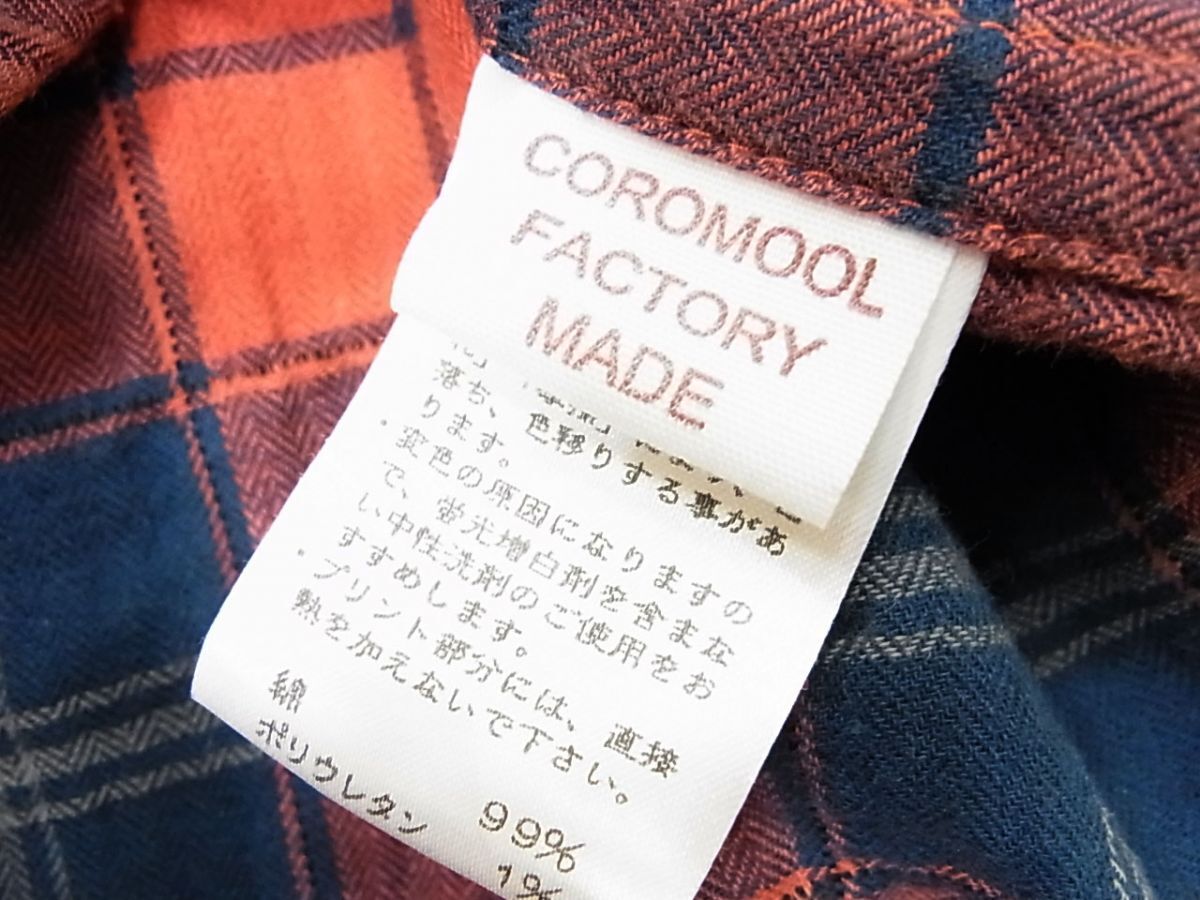 COROMOOL
FACTORY
MADE
落ち、色移りする事があ
ります。
・変色の原因になりますの
で、蛍光増白剤を含まな
い中性洗剤のご使用をお
すすめします。
・プリント部分には、直接
熱を加えないで下さい。
綿 99%
ポリウレタン 1%